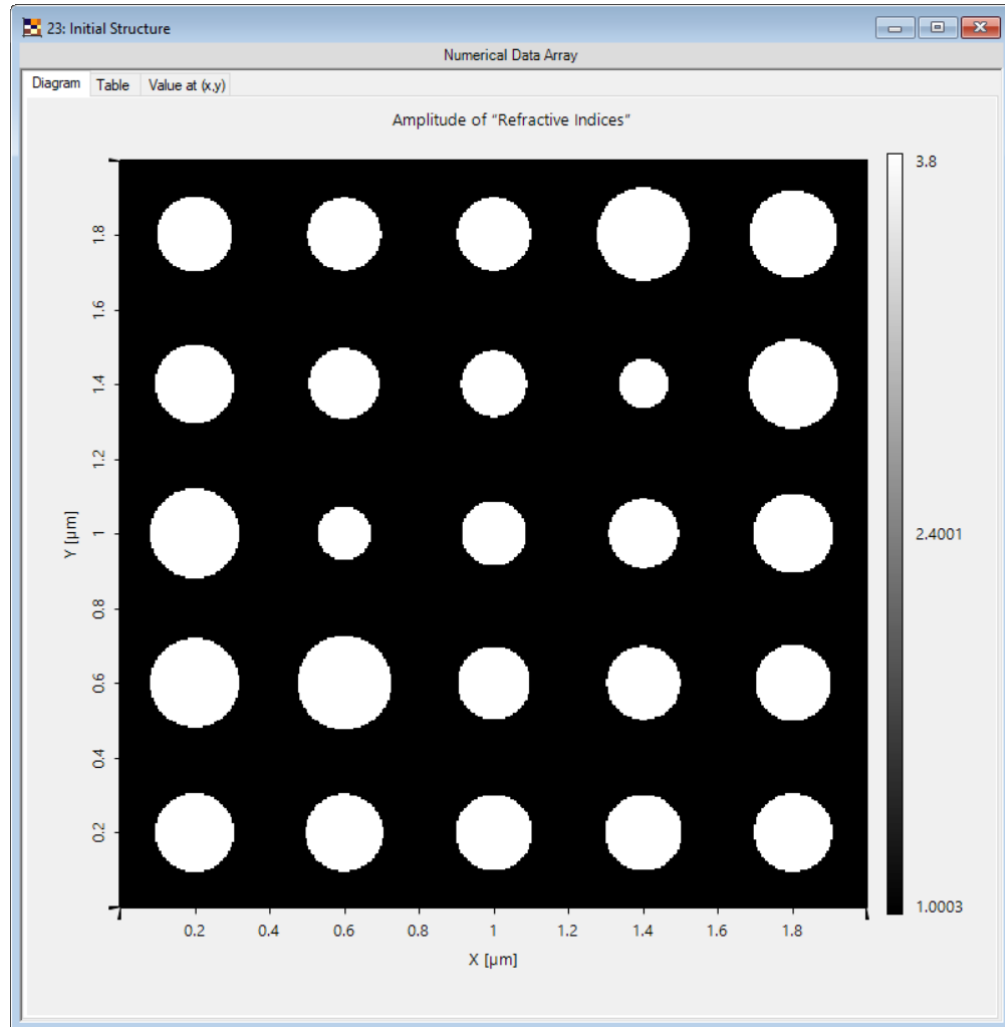 23: Initial Structure
Numerical Data Array
Diagram Table Value at (x,y)
Amplitude of “Refractive Indices”
3.8
2.4001
1.0003
Y [µm]
1.8
1.6
1.4
1.2
1
0.8
0.6
0.4
0.2
0.2 0.4 0.6 0.8 1 1.2 1.4 1.6 1.8
X [µm]